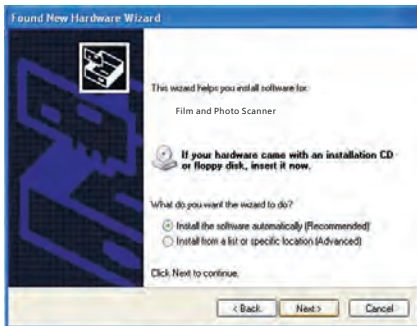 Found New Hardware Wizard
This wizard helps you install software for:
Film and Photo Scanner
If your hardware came with an installation CD
or floppy disk, insert it now.
What do you want the wizard to do?
Install the software automatically (Recommended)
Install from a list or specific location (Advanced)
Click Next to continue.
< Back
Next >
Cancel